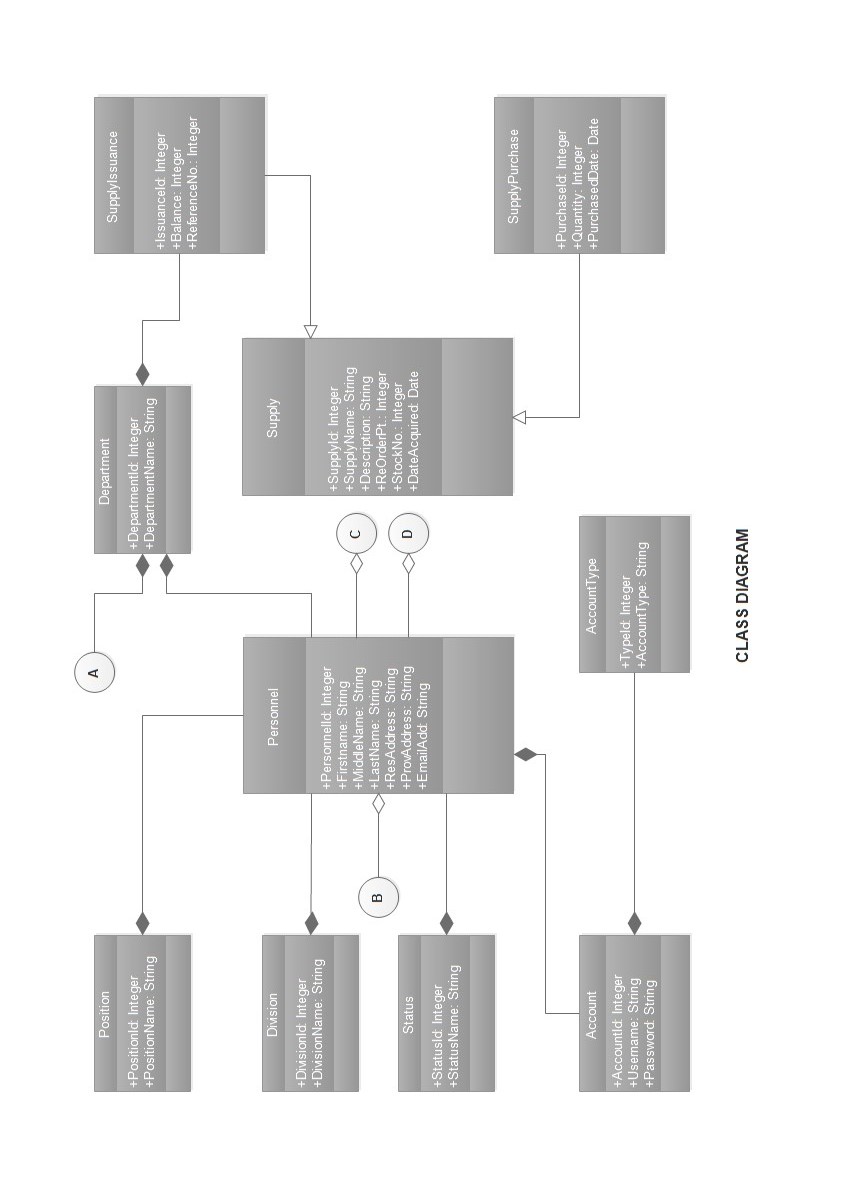 Position
+PositionId: Integer
+PositionName: String
Division
+DivisionId: Integer
+DivisionName: String
Status
+StatusId: Integer
+StatusName: String
Account
+AccountId: Integer
+Username: String
+Password: String
B
Personnel
+PersonnelId: Integer
+Firstname: String
+MiddleName: String
+LastName: String
+ResAddress: String
+ProvAddress: String
+EmailAdd: String
A
C
D
AccountType
+TypeId: Integer
+AccountType: String
Department
+DepartmentId: Integer
+DepartmentName: String
Supply
+SupplyId: Integer
+SupplyName: String
+Description: String
+ReOrderPt.: Integer
+StockNo.: Integer
+DateAcquired: Date
SupplyIssuance
+IssuanceId: Integer
+Balance: Integer
+ReferenceNo.: Integer
SupplyPurchase
+PurchaseId: Integer
+Quantity: Integer
+PurchasedDate: Date
CLASS DIAGRAM